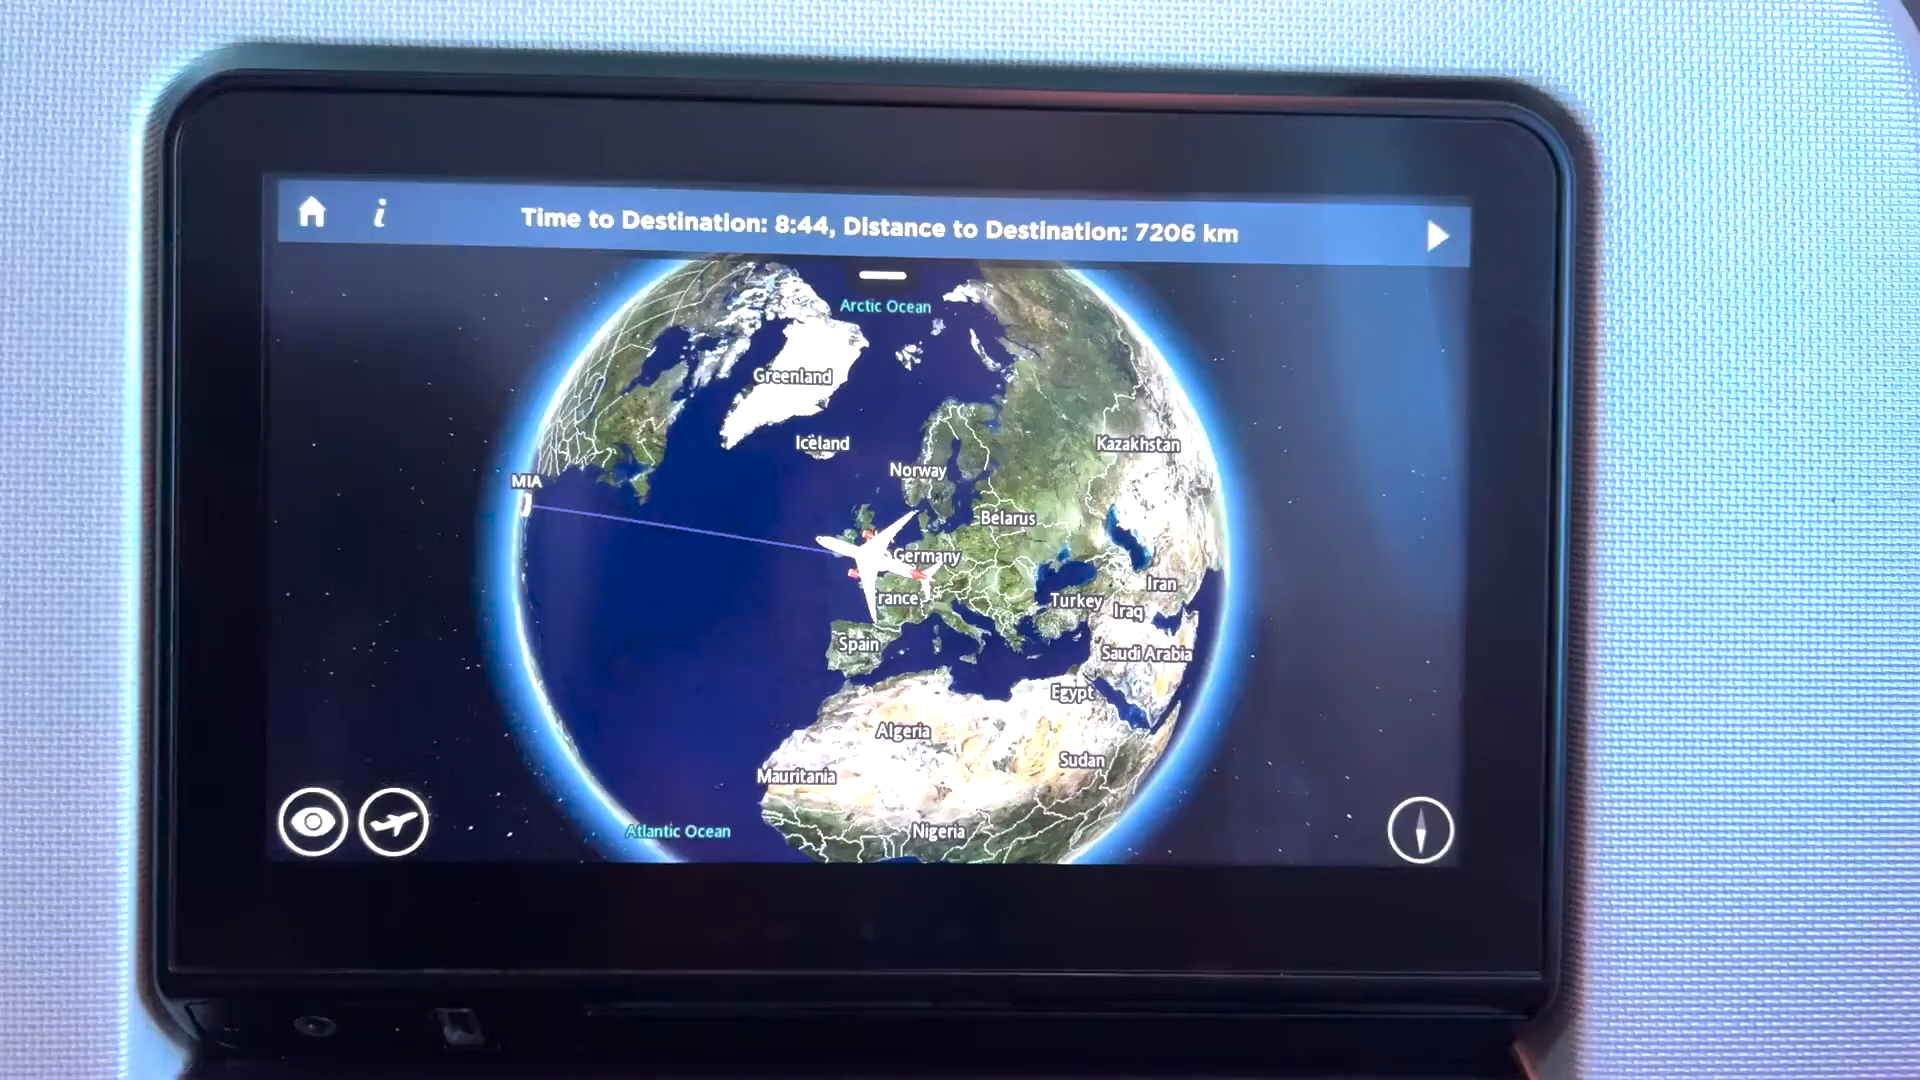 i
Time to Destination: 8:44, Distance to Destination: 7206 km
Arctic Ocean
Greenland
Iceland
Kazakhstan
Norway
MIA
Belarus
Germany
Iran
rance
Turkey
Iraq
Spain
Saudi Arabia
Egypt
Algeria
Sudan
Mauritania
Atlantic Ocean
Nigeria